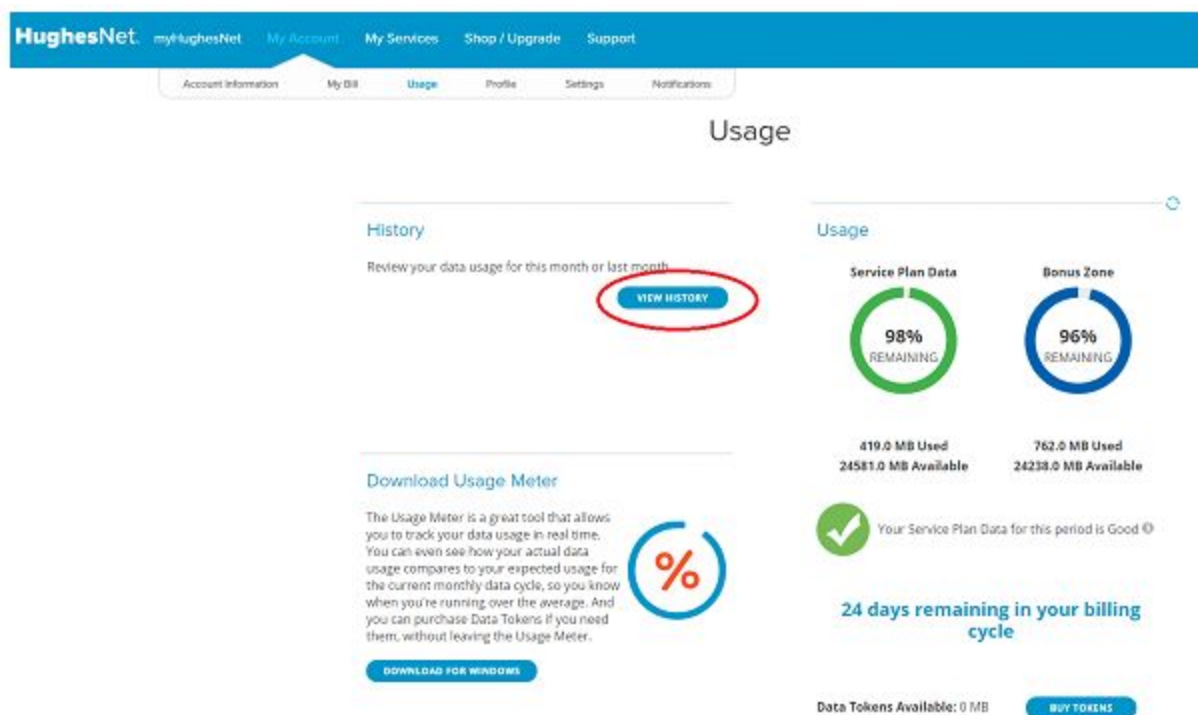 HughesNet. myHughesNet My Account My Services Shop / Upgrade Support
Account Information My Bill Usage Profile Settings Notifications
Usage
History
Review your data usage for this month or last month
VIEW HISTORY
Download Usage Meter
The Usage Meter is a great tool that allows
you to track your data usage in real time.
You can even see how your actual data
usage compares to your expected usage for
the current monthly data cycle, so you know
when you're running over the average. And
you can purchase Data Tokens if you need
them, without leaving the Usage Meter.
%
DOWNLOAD FOR WINDOWS
Usage
Service Plan Data Bonus Zone
98% 96%
REMAINING REMAINING
419.0 MB Used 762.0 MB Used
24581.0 MB Available 24238.0 MB Available
Your Service Plan Data for this period is Good
24 days remaining in your billing
cycle
Data Tokens Available: 0 MB BUY TOKENS